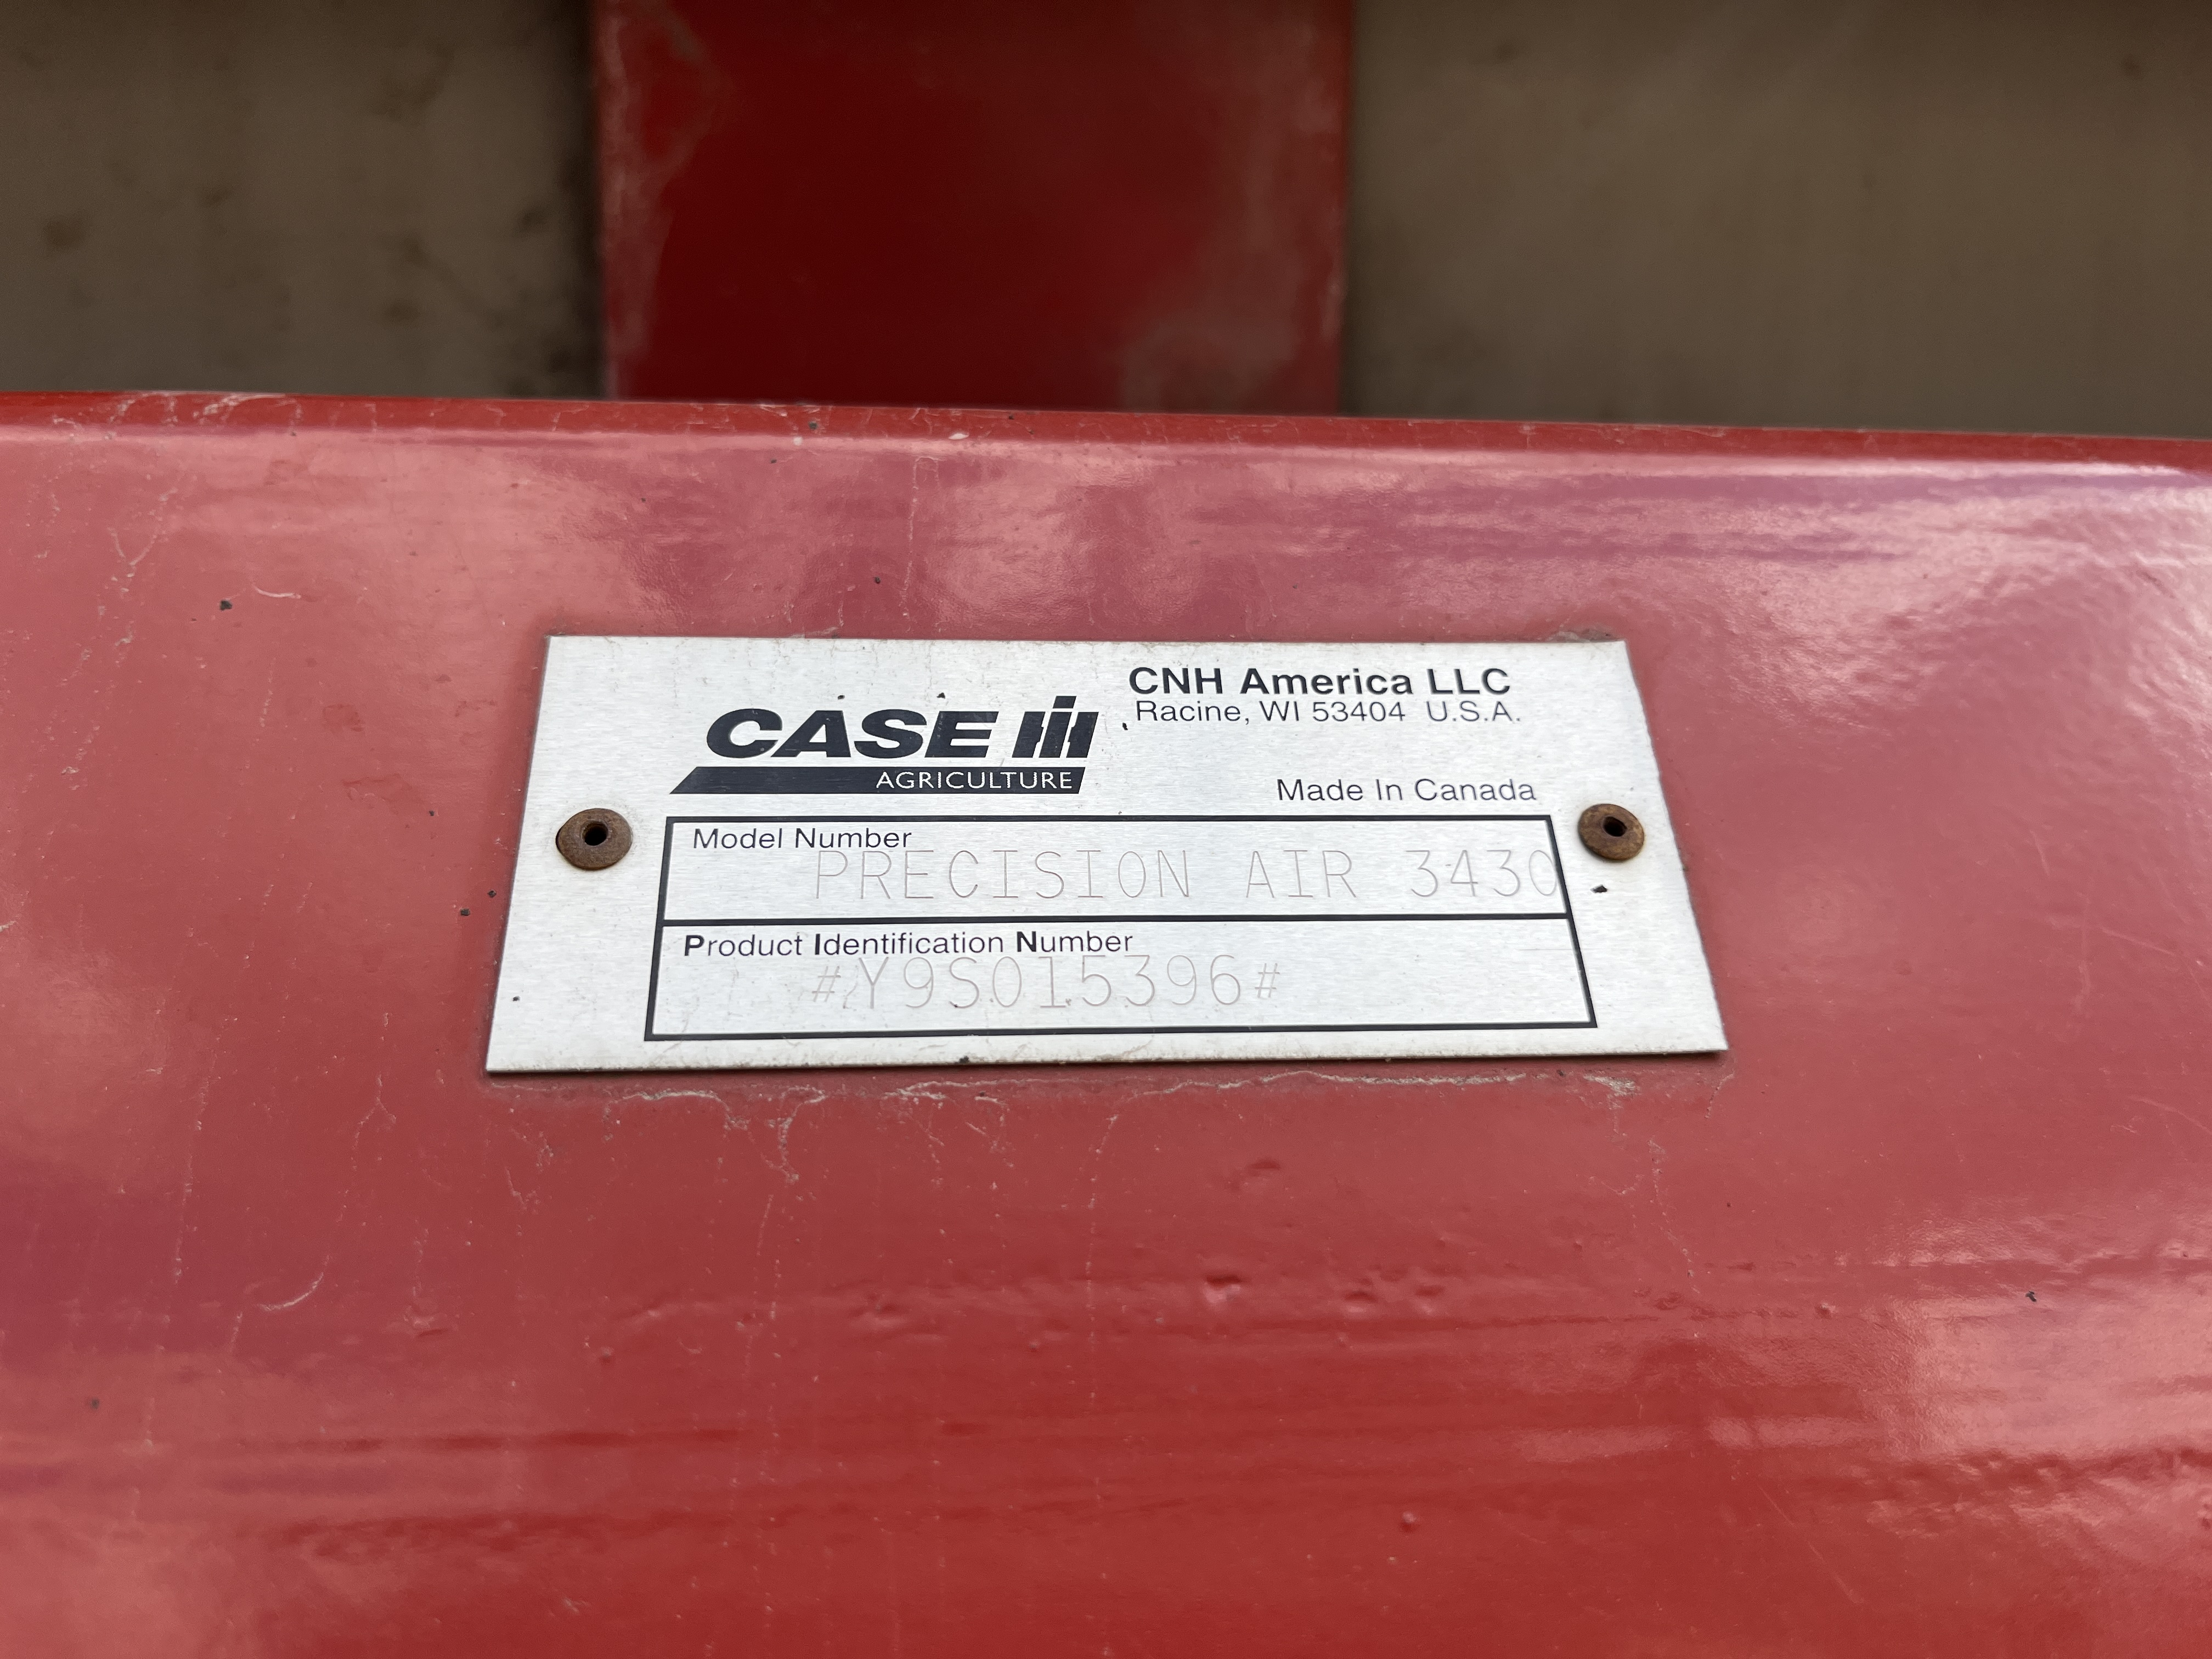 CASE IH
AGRICULTURE
CNH America LLC
Racine, WI 53404 U.S.A.
Made In Canada
Model Number
PRECISION AIR 3430
Product Identification Number
#Y9S015396#